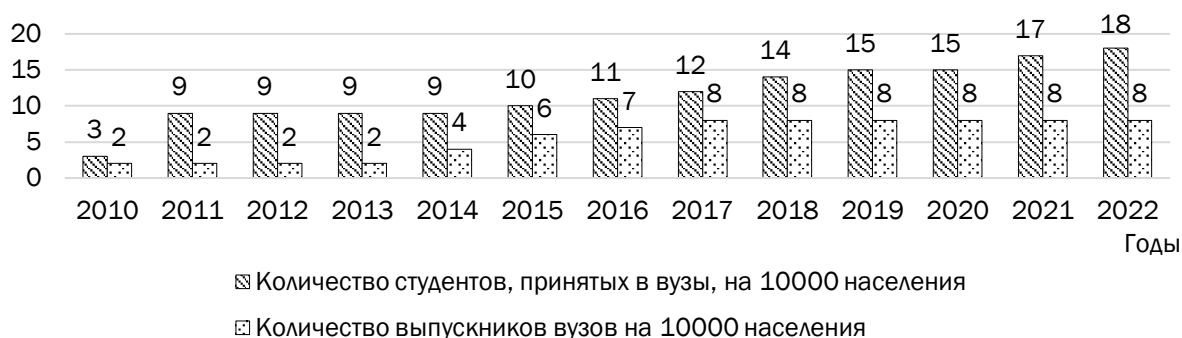 20
15
10
5
0
3 2 9 2 9 2 9 2 9 4 10 6 11 7 12 8 14 8 15 8 15 8 17 8 18 8
2010 2011 2012 2013 2014 2015 2016 2017 2018 2019 2020 2021 2022
Годы
Количество студентов, принятых в вузы, на 10000 населения
Количество выпускников вузов на 10000 населения